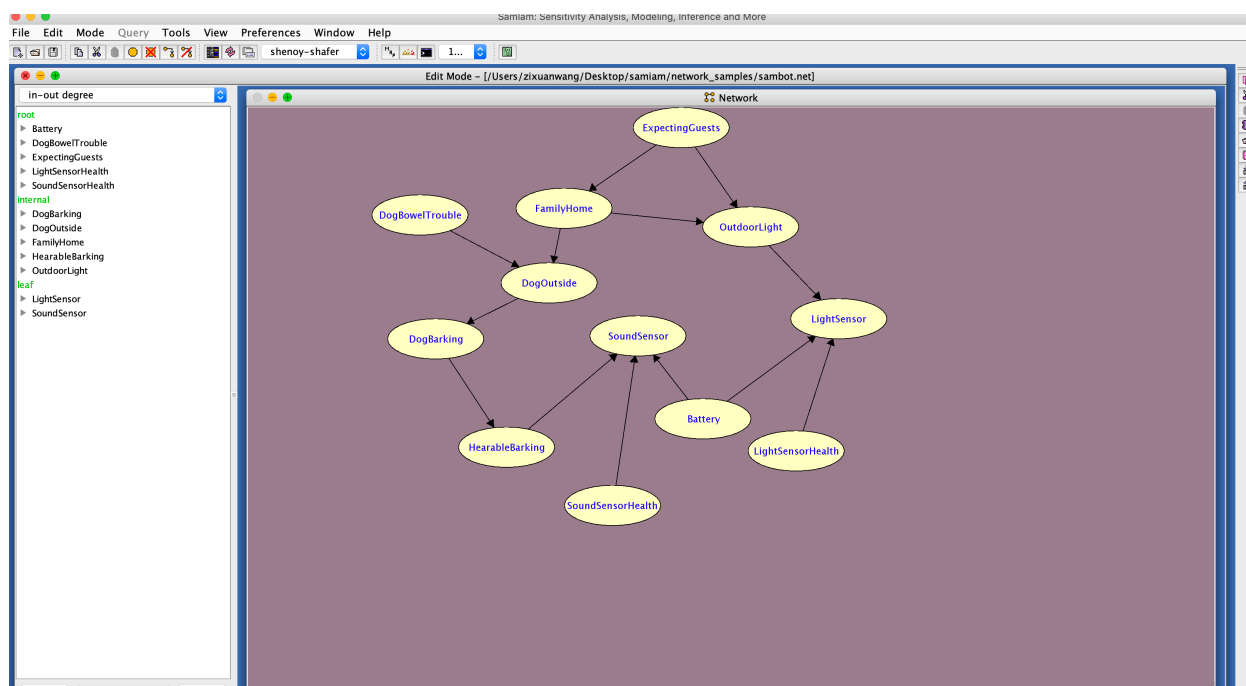 SamIam: Sensitivity Analysis, Modeling, Inference and More
File Edit Mode Query Tools View Preferences Window Help
shenoy-shafer 1...
Edit Mode – [/Users/zixuanwang/Desktop/samiam/network_samples/sambot.net]
in-out degree
root
Battery
DogBowelTrouble
ExpectingGuests
LightSensorHealth
SoundSensorHealth
internal
DogBarking
DogOutside
FamilyHome
HearableBarking
OutdoorLight
leaf
LightSensor
SoundSensor
Network
ExpectingGuests
FamilyHome
DogBowelTrouble
OutdoorLight
DogOutside
LightSensor
SoundSensor
DogBarking
Battery
HearableBarking
LightSensorHealth
SoundSensorHealth